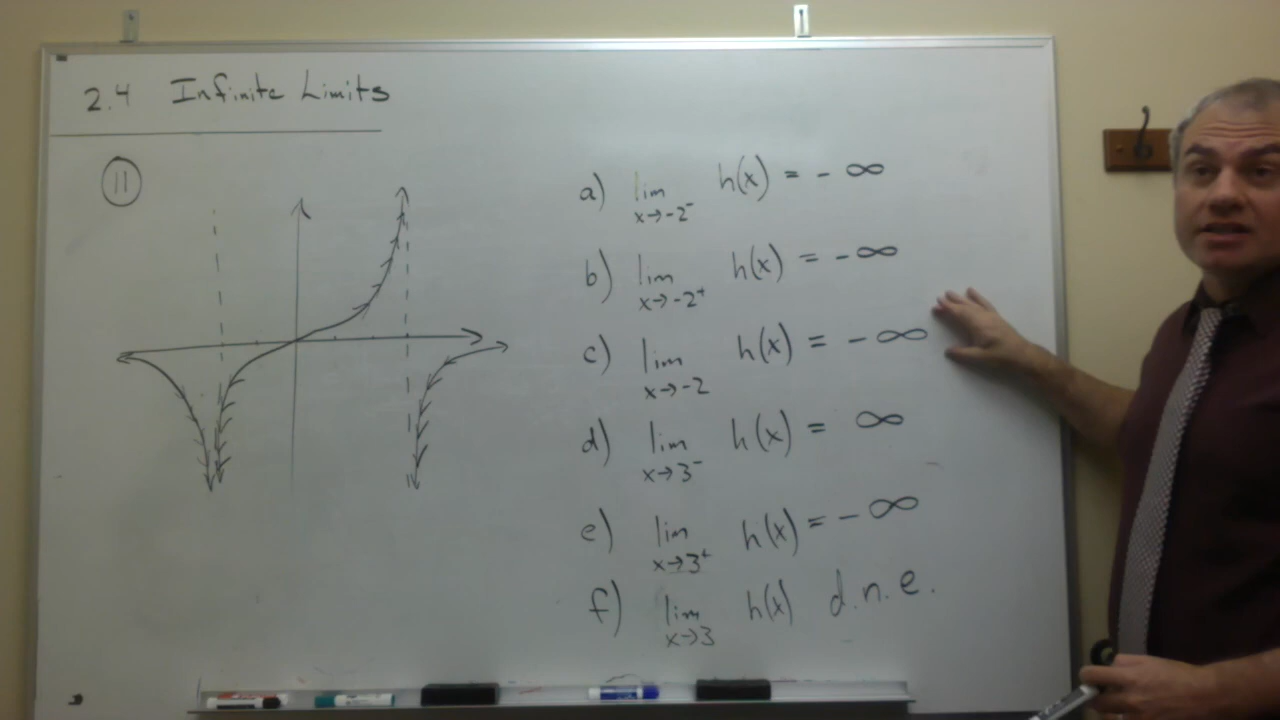 2.4 Infinite Limits
11
a) lim x→-2⁻ h(x) = -∞
b) lim x→-2⁺ h(x) = -∞
c) lim x→-2 h(x) = -∞
d) lim x→3⁻ h(x) = ∞
e) lim x→3⁺ h(x) = -∞
f) lim x→3 h(x) d.n.e.